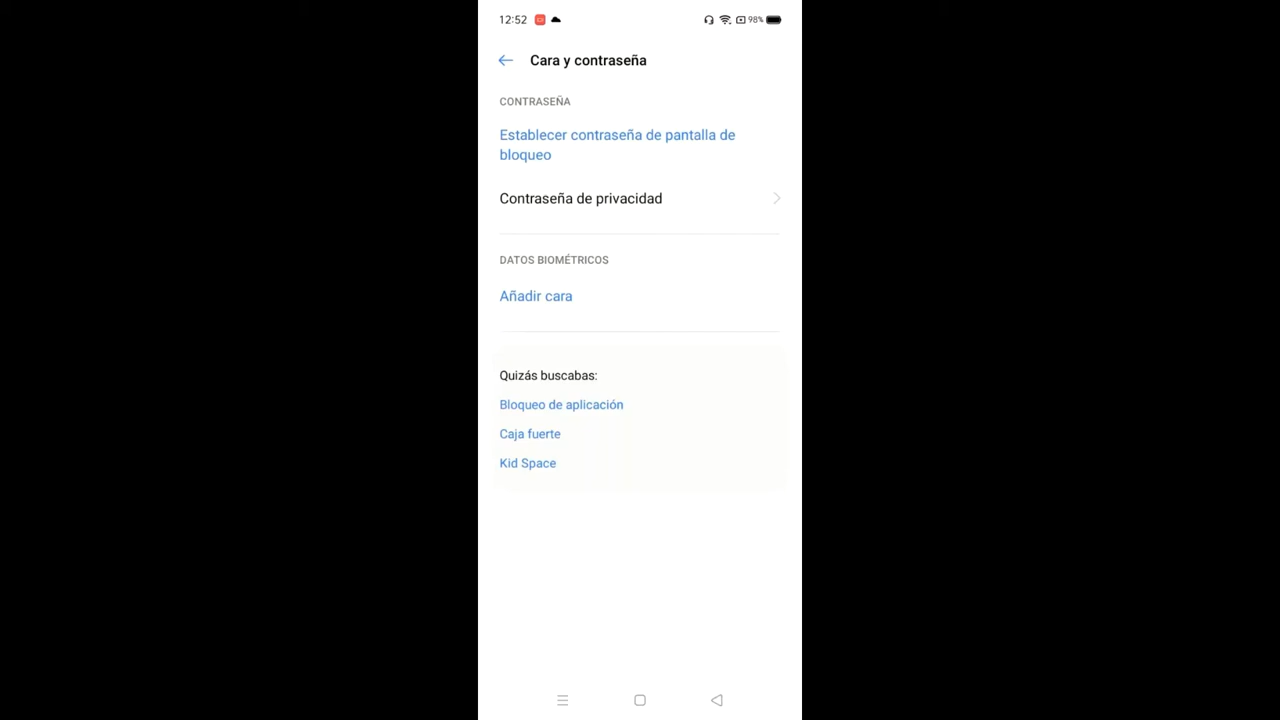 12:52
98%
Cara y contraseña
CONTRASEÑA
Establecer contraseña de pantalla de
bloqueo
Contraseña de privacidad
DATOS BIOMÉTRICOS
Añadir cara
Quizás buscabas:
Bloqueo de aplicación
Caja fuerte
Kid Space